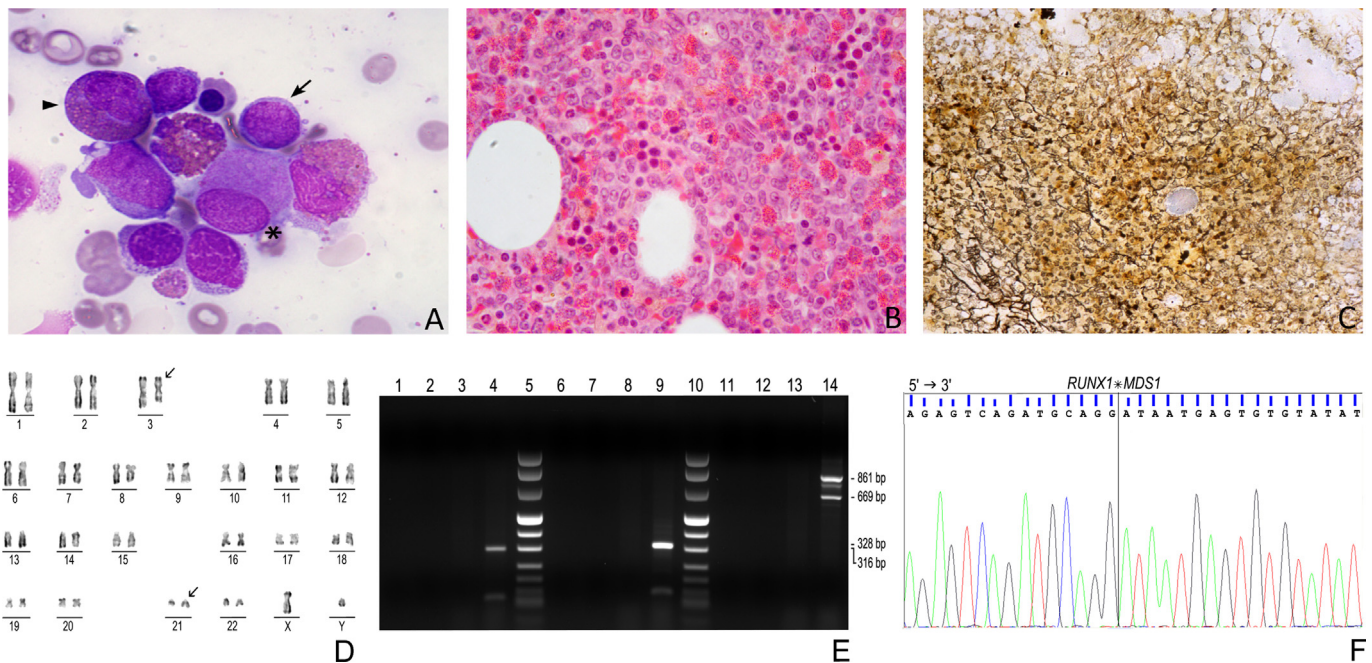 A
B
C
*
1 2 3 4 5
6 7 8 9 10 11 12
13 14 15 16 17 18
19 20 21 22 X Y
D
1 2 3 4 5 6 7 8 9 10 11 12 13 14
- 861 bp
- 669 bp
- 328 bp
- 316 bp
E
5' → 3' RUNX1*MDS1
A G A G T C A G A T G C A G G A T A A T G A G T G T G T A T A T
F